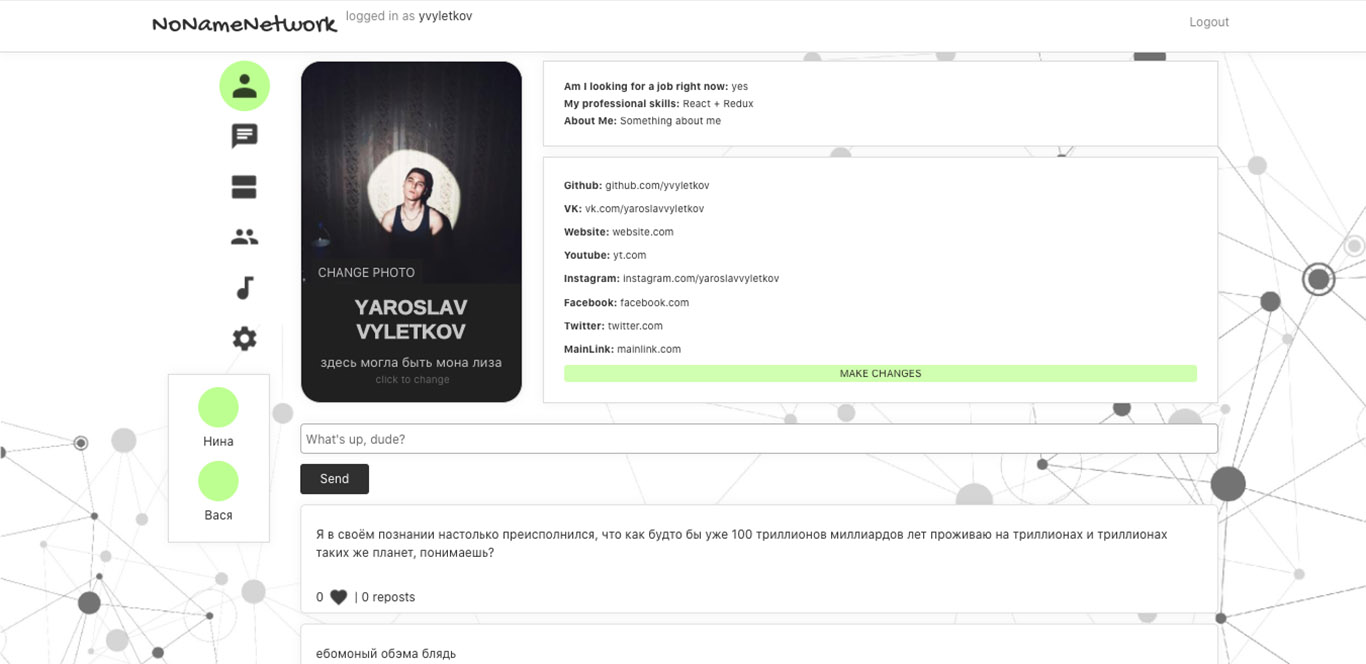 NoNameNetwork
logged in as yvyletkov
Logout
CHANGE PHOTO
YAROSLAV
VYLETKOV
здесь могла быть мона лиза
click to change
Am I looking for a job right now: yes
My professional skills: React + Redux
About Me: Something about me
Github: github.com/yvyletkov
VK: vk.com/yaroslavvyletkov
Website: website.com
Youtube: yt.com
Instagram: instagram.com/yaroslavvyletkov
Facebook: facebook.com
Twitter: twitter.com
MainLink: mainlink.com
MAKE CHANGES
Нина
Вася
What's up, dude?
Send
Я в своём познании настолько преисполнился, что как будто бы уже 100 триллионов миллиардов лет проживаю на триллионах и триллионах
таких же планет, понимаешь?
0 | 0 reposts
ебомоный обэма блядь